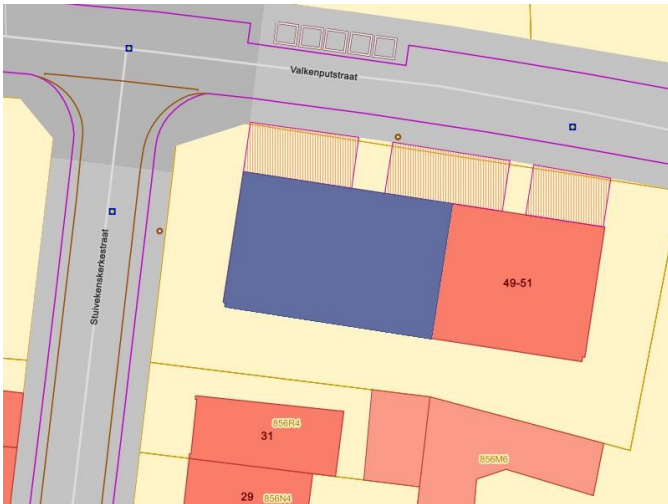 Valkenputstraat
Stuivekenskerkestraat
49-51
856R4
31
856M6
29
856N4